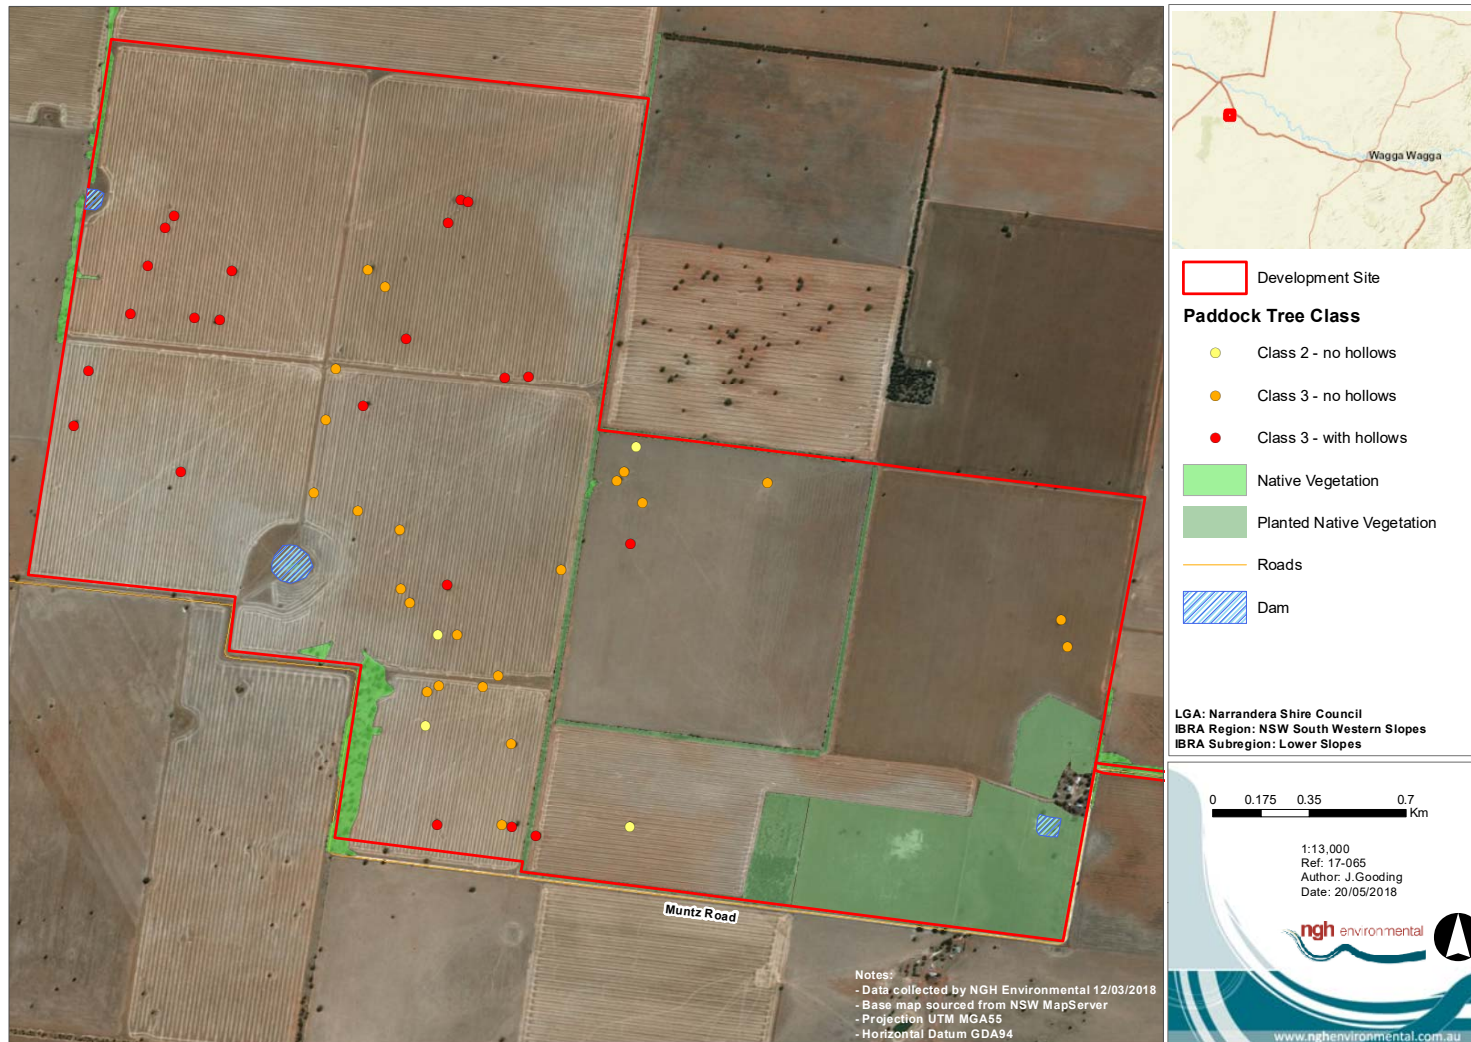 Wagga Wagga
Development Site
Paddock Tree Class
Class 2 - no hollows
Class 3 - no hollows
Class 3 - with hollows
Native Vegetation
Planted Native Vegetation
Roads
Dam
LGA: Narrandera Shire Council
IBRA Region: NSW South Western Slopes
IBRA Subregion: Lower Slopes
0 0.175 0.35 0.7
Km
1:13,000
Ref: 17-065
Author: J.Gooding
Date: 20/05/2018
ngh environmental
www.nghenvironmental.com.au
Muntz Road
Notes:
- Data collected by NGH Environmental 12/03/2018
- Base map sourced from NSW MapServer
- Projection UTM MGA55
- Horizontal Datum GDA94